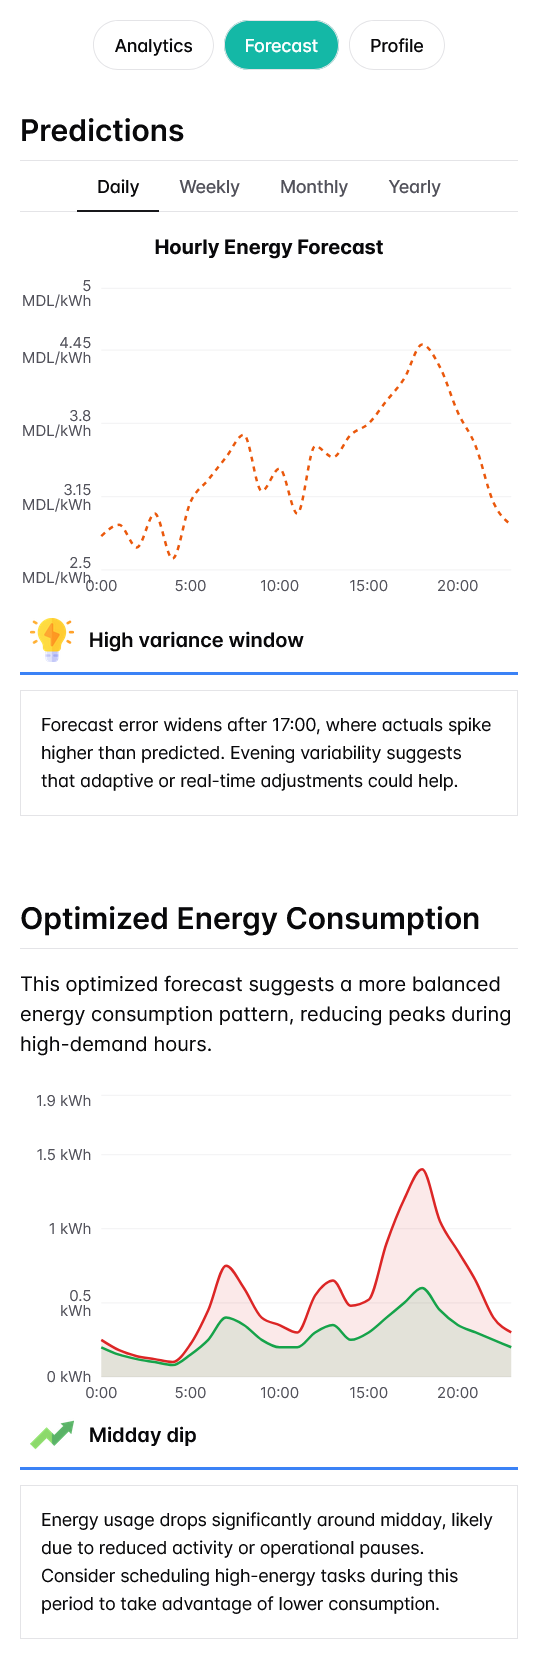 Analytics
Forecast
Profile
Predictions
Daily
Weekly
Monthly
Yearly
Hourly Energy Forecast
5
MDL/kWh
4.45
MDL/kWh
3.8
MDL/kWh
3.15
MDL/kWh
2.5
MDL/kWh
0:00
5:00
10:00
15:00
20:00
High variance window
Forecast error widens after 17:00, where actuals spike
higher than predicted. Evening variability suggests
that adaptive or real-time adjustments could help.
Optimized Energy Consumption
This optimized forecast suggests a more balanced
energy consumption pattern, reducing peaks during
high-demand hours.
1.9 kWh
1.5 kWh
1 kWh
0.5
kWh
0 kWh
0:00
5:00
10:00
15:00
20:00
Midday dip
Energy usage drops significantly around midday, likely
due to reduced activity or operational pauses.
Consider scheduling high-energy tasks during this
period to take advantage of lower consumption.